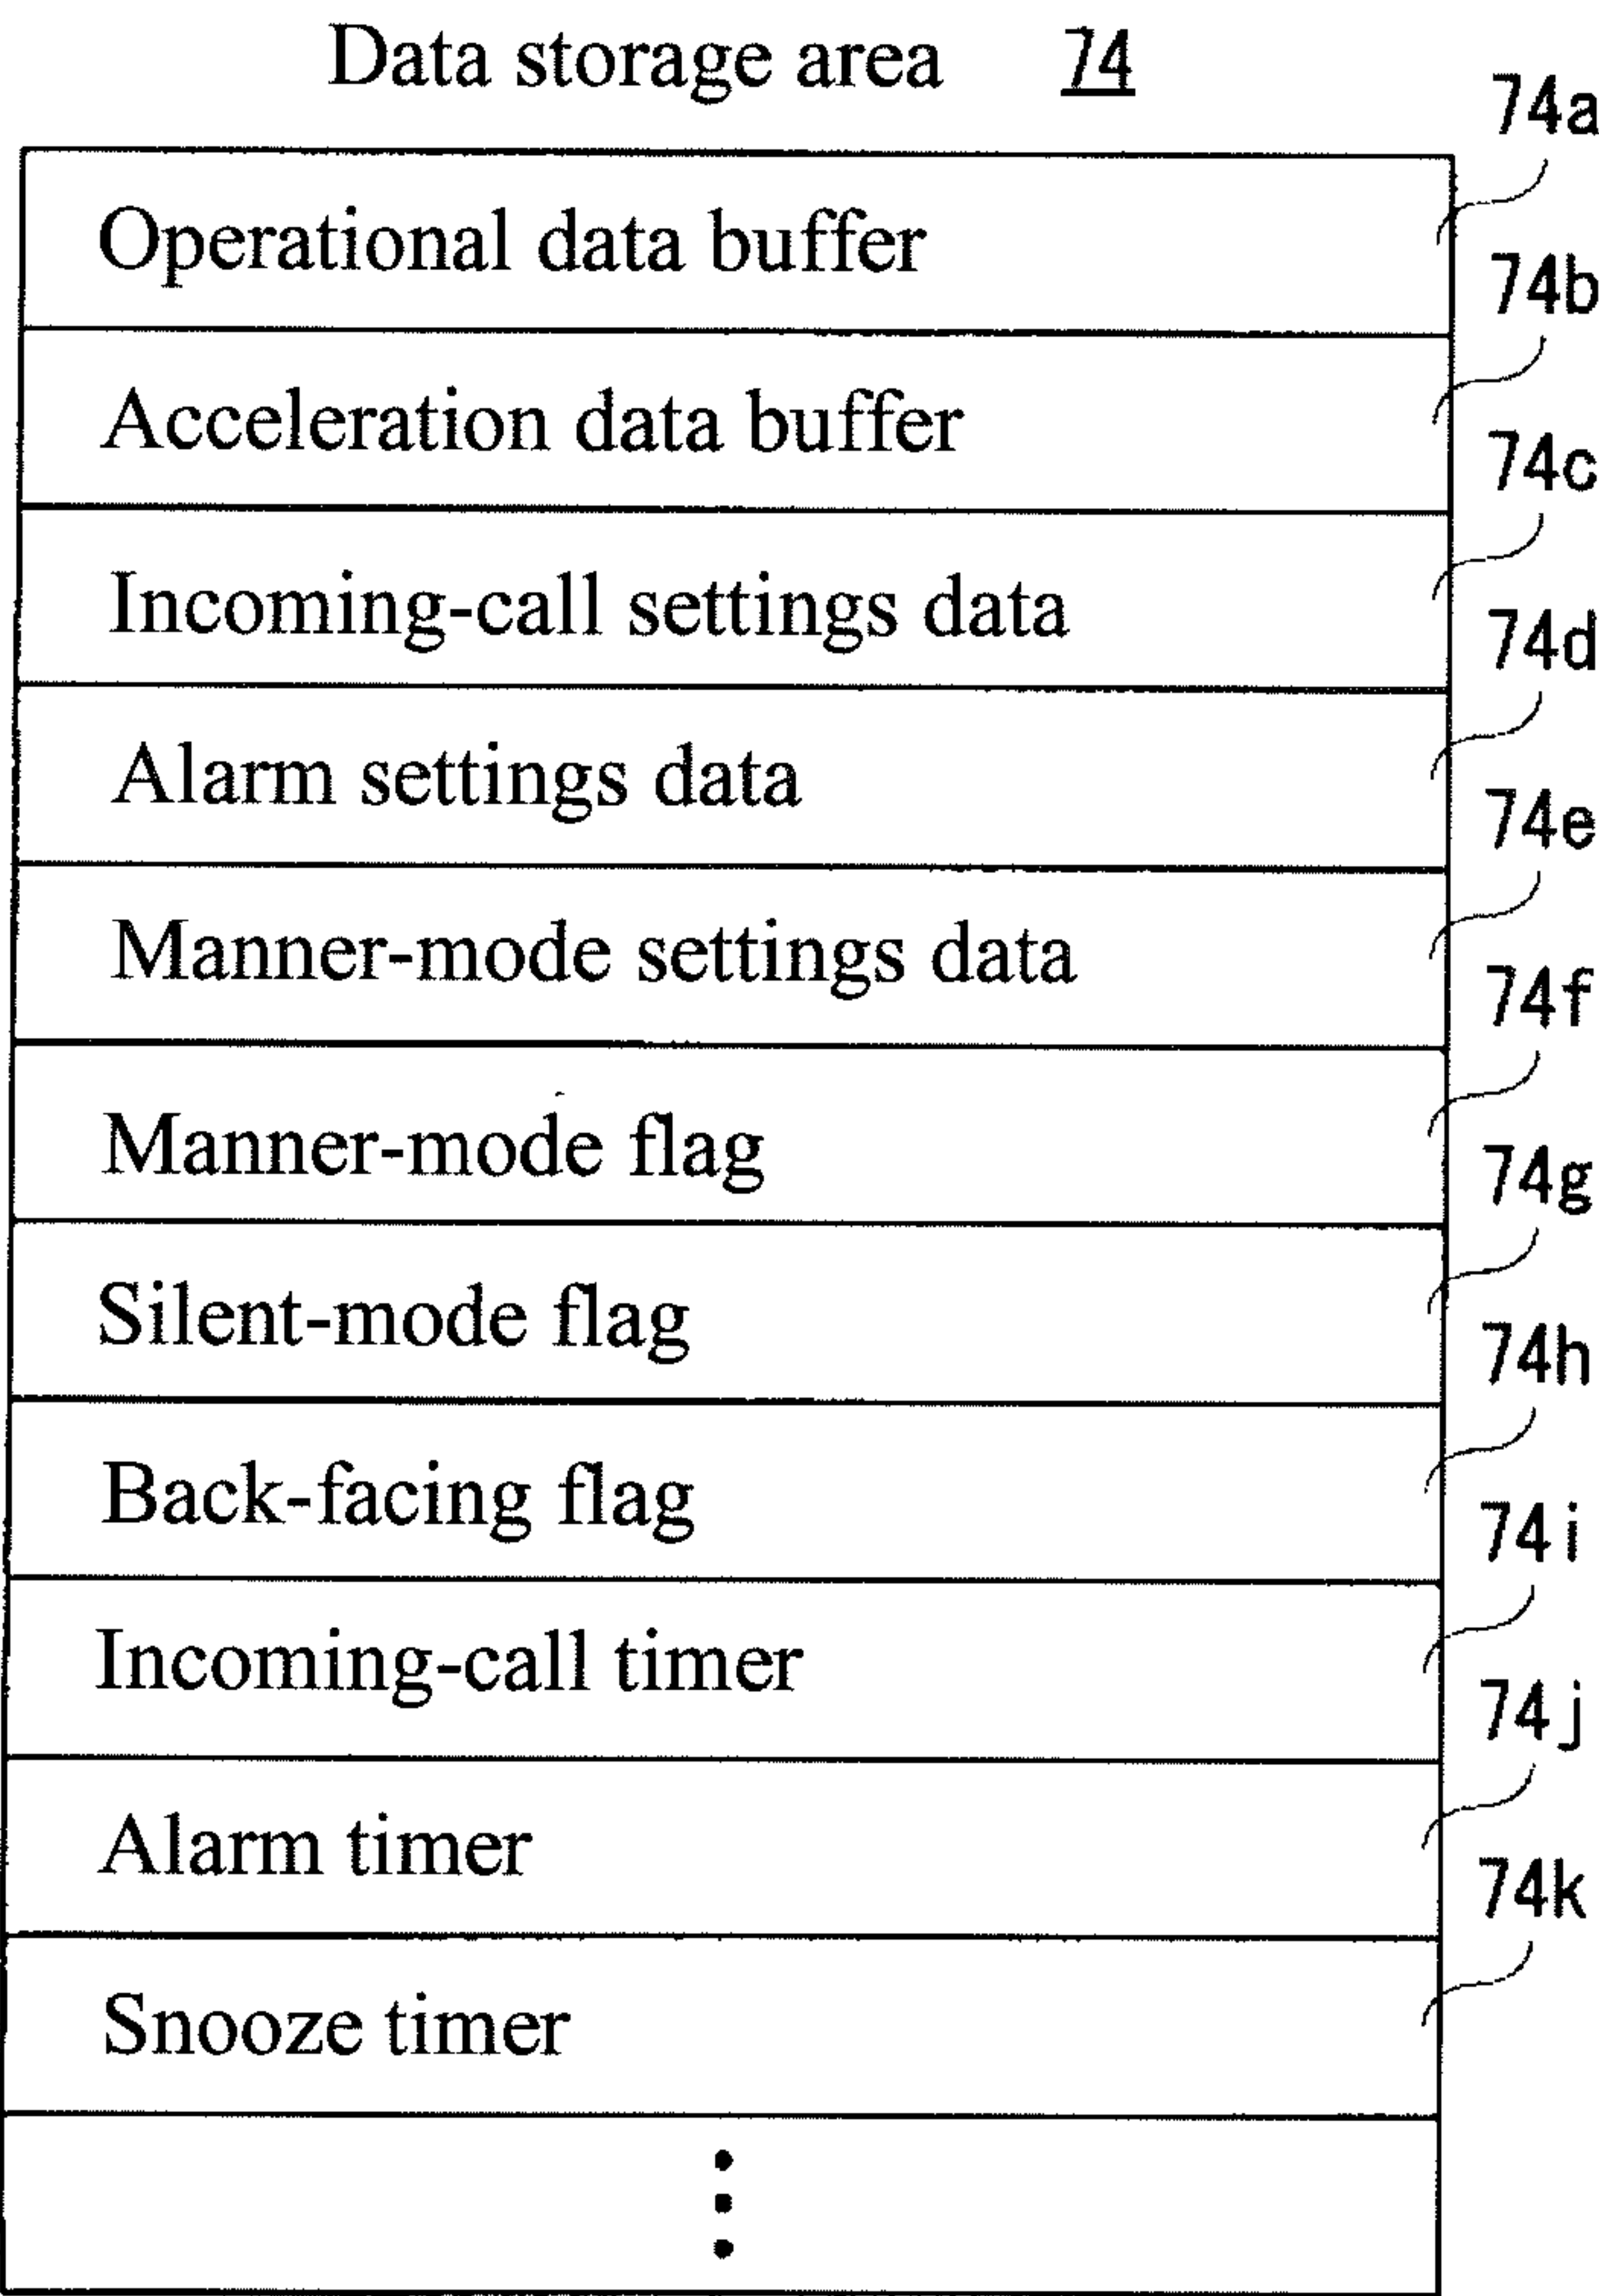 Data storage area 74
74a
Operational data buffer
74b
Acceleration data buffer
74c
Incoming-call settings data
74d
Alarm settings data
74e
Manner-mode settings data
74f
Manner-mode flag
74g
Silent-mode flag
74h
Back-facing flag
74i
Incoming-call timer
74j
Alarm timer
74k
Snooze timer